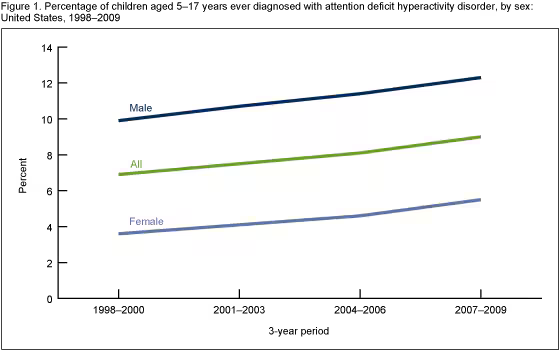 Figure 1. Percentage of children aged 5–17 years ever diagnosed with attention deficit hyperactivity disorder, by sex:
United States, 1998–2009
14
12
10
8
6
4
2
0
Percent
Male
All
Female
1998–2000
2001–2003
2004–2006
2007–2009
3-year period